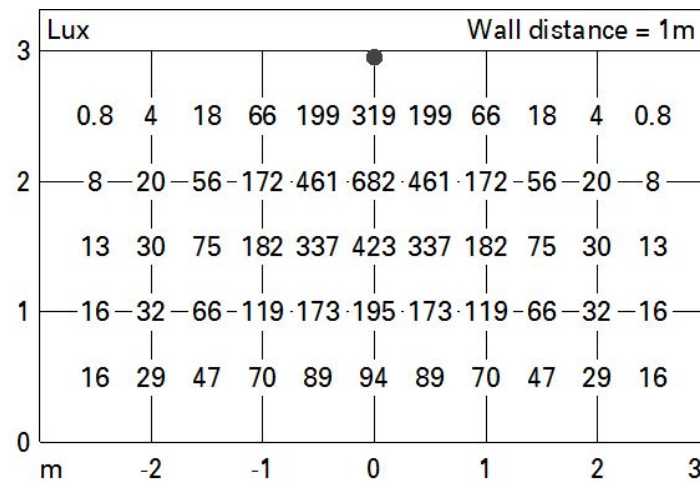 Lux Wall distance = 1m
3
0.8 4 18 66 199 319 199 66 18 4 0.8
2 8 20 56 172 461 682 461 172 56 20 8
13 30 75 182 337 423 337 182 75 30 13
1 16 32 66 119 173 195 173 119 66 32 16
16 29 47 70 89 94 89 70 47 29 16
0
m -2 -1 0 1 2 3